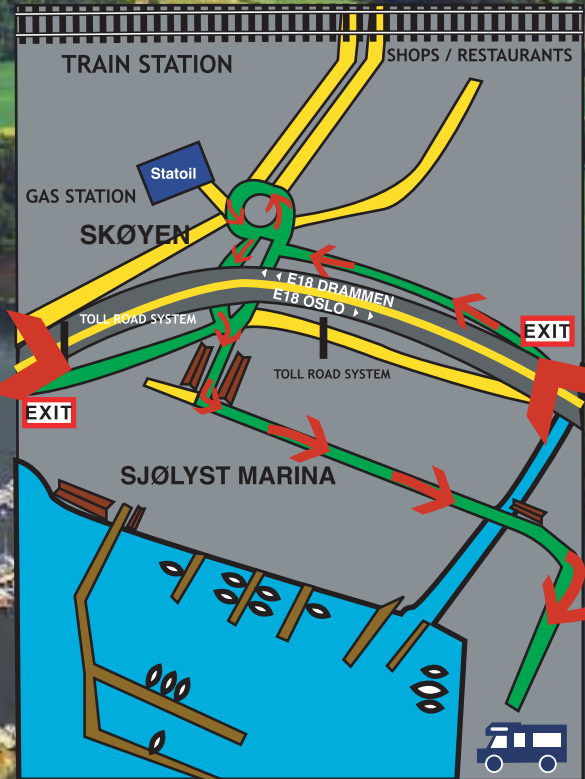 TRAIN STATION
SHOPS / RESTAURANTS
Statoil
GAS STATION
SKØYEN
E18 DRAMMEN
E18 OSLO
TOLL ROAD SYSTEM
EXIT
TOLL ROAD SYSTEM
EXIT
SJØLYST MARINA